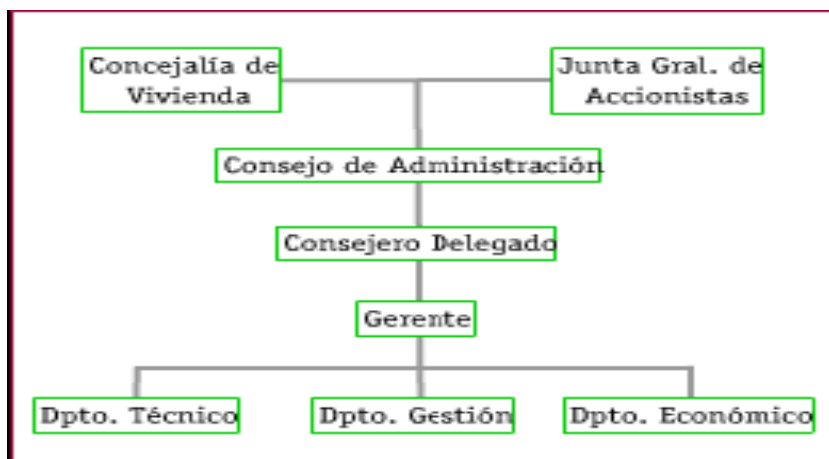 Concejalía de
Vivienda
Junta Gral. de
Accionistas
Consejo de Administración
Consejero Delegado
Gerente
Dpto. Técnico
Dpto. Gestión
Dpto. Económico